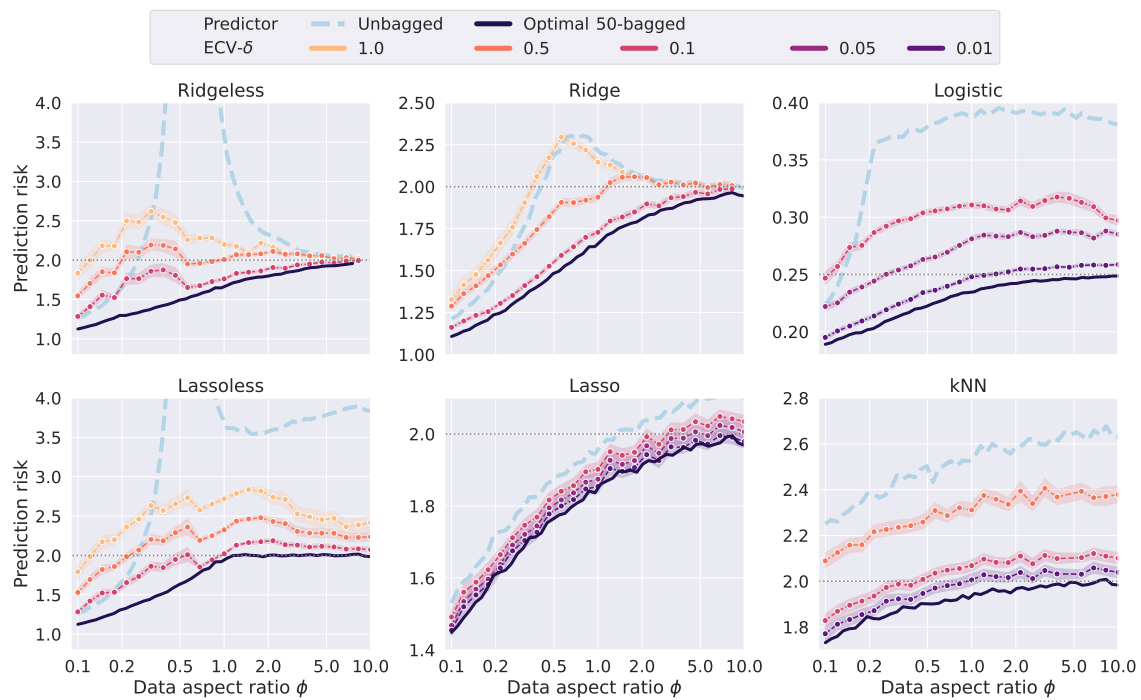 Predictor Unbagged Optimal 50-bagged
ECV-δ 1.0 0.5 0.1 0.05 0.01
Ridgeless Ridge Logistic
4.0 3.5 3.0 2.5 2.0 1.5 1.0
Prediction risk
2.50 2.25 2.00 1.75 1.50 1.25 1.00
0.40 0.35 0.30 0.25 0.20
Lassoless Lasso kNN
4.0 3.5 3.0 2.5 2.0 1.5 1.0
Prediction risk
2.0 1.8 1.6 1.4
2.8 2.6 2.4 2.2 2.0 1.8
0.1 0.2 0.5 1.0 2.0 5.0 10.0
0.1 0.2 0.5 1.0 2.0 5.0 10.0
0.1 0.2 0.5 1.0 2.0 5.0 10.0
Data aspect ratio ϕ Data aspect ratio ϕ Data aspect ratio ϕ